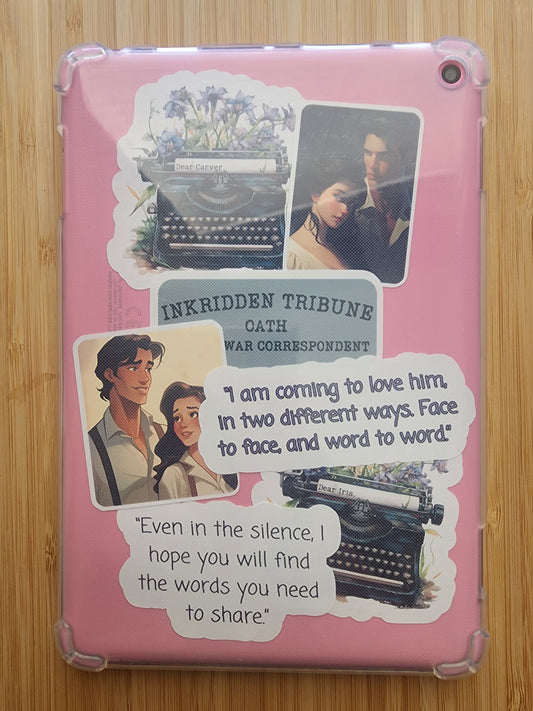 Dear Carver,
INKRIDDEN TRIBUNE
OATH
WAR CORRESPONDENT
"I am coming to love him,
in two different ways. Face
to face, and word to word."
Dear Iris,
"Even in the silence, I
hope you will find
the words you need
to share."